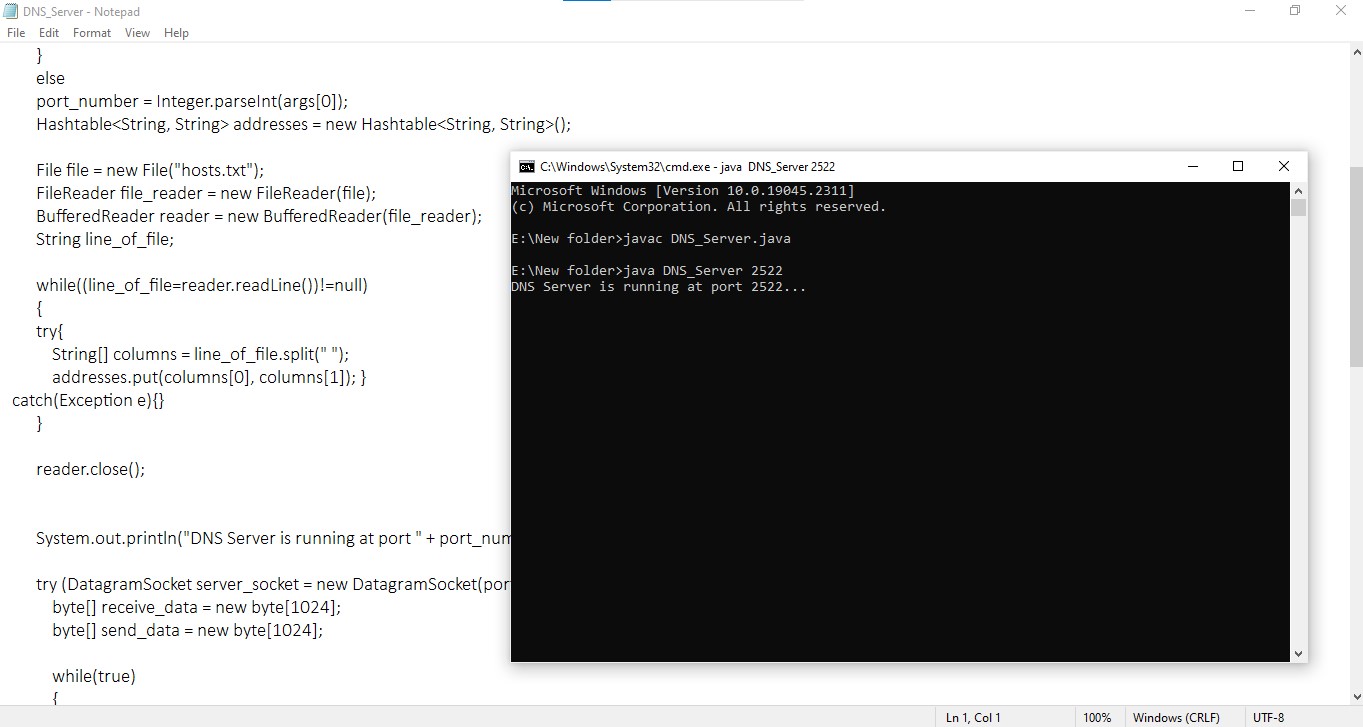 DNS_Server - Notepad
File Edit Format View Help
}
else
port_number = Integer.parseInt(args[0]);
Hashtable<String, String> addresses = new Hashtable<String, String>();
File file = new File("hosts.txt");
FileReader file_reader = new FileReader(file);
BufferedReader reader = new BufferedReader(file_reader);
String line_of_file;
while((line_of_file=reader.readLine())!=null)
{
try{
String[] columns = line_of_file.split(" ");
addresses.put(columns[0], columns[1]); }
catch(Exception e){}
}
reader.close();
System.out.println("DNS Server is running at port " + port_num
try (DatagramSocket server_socket = new DatagramSocket(por
byte[] receive_data = new byte[1024];
byte[] send_data = new byte[1024];
while(true)
{
C:\Windows\System32\cmd.exe - java DNS_Server 2522
Microsoft Windows [Version 10.0.19045.2311]
(c) Microsoft Corporation. All rights reserved.
E:\New folder>javac DNS_Server.java
E:\New folder>java DNS_Server 2522
DNS Server is running at port 2522...
Ln 1, Col 1 100% Windows (CRLF) UTF-8